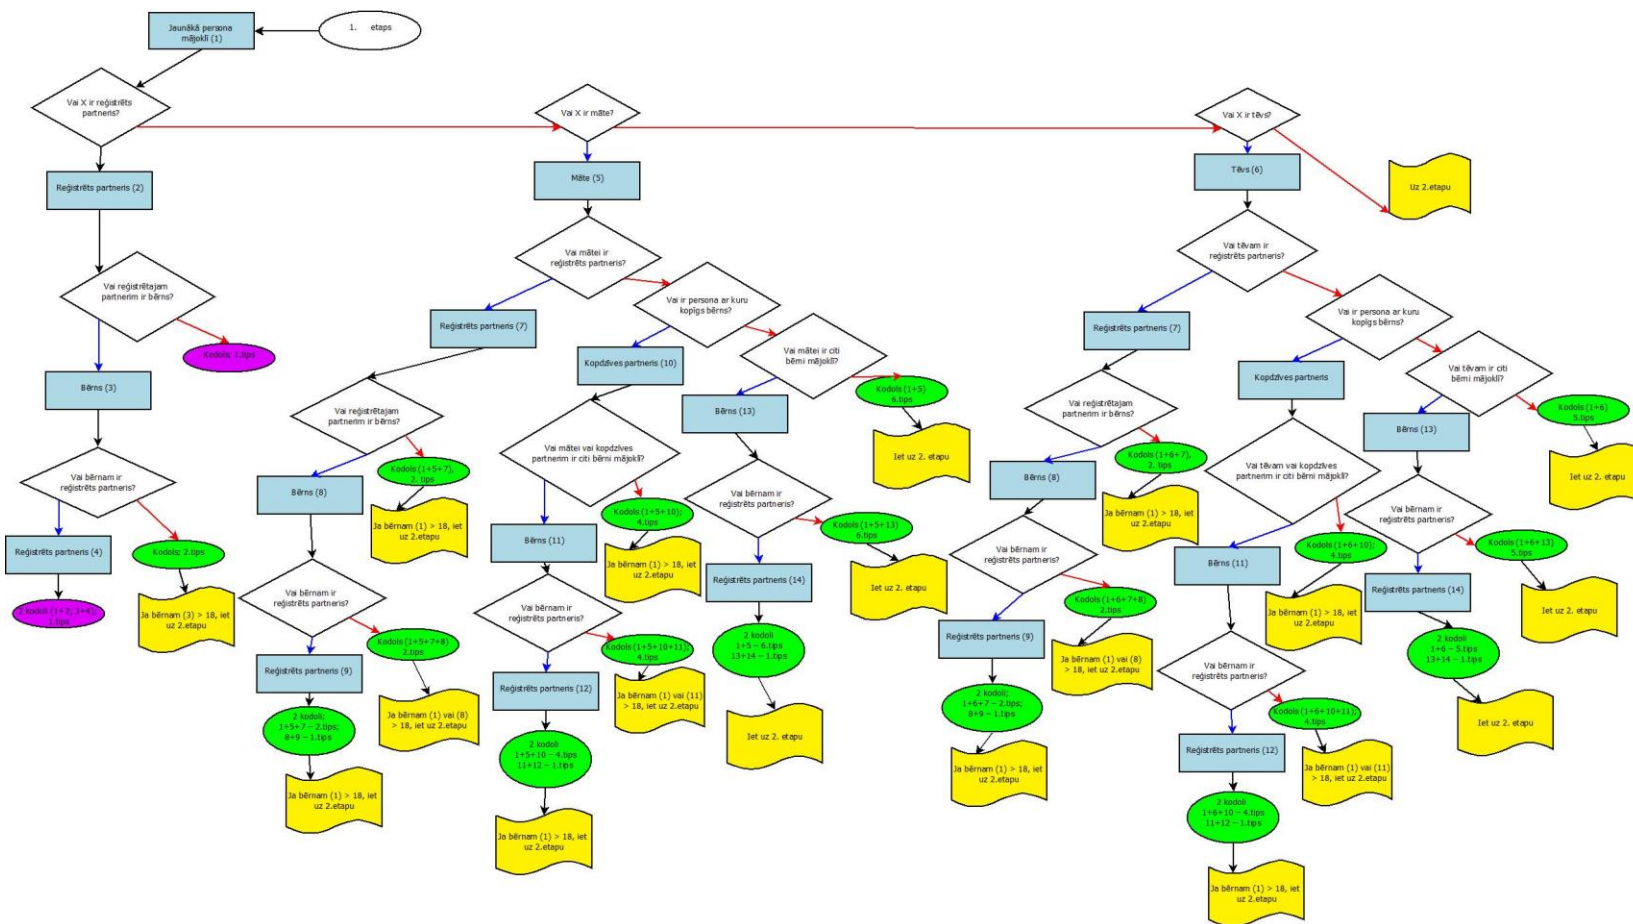 Jaunākā persona
mājoklī (1)
1. etaps
Vai X ir reģistrēts
partneris?
Reģistrēts partneris (2)
Vai reģistrētajam
partnerim ir bērns?
Kodols; 1.tips
Bērns (3)
Vai bērnam ir
reģistrēts partneris?
Reģistrēts partneris (4)
2 kodoli (1+2; 3+4);
1.tips
Kodols; 2.tips
Ja bērnam (3) > 18, iet
uz 2.etapu
Vai X ir māte?
Māte (5)
Vai mātei ir
reģistrēts partneris?
Reģistrēts partneris (7)
Vai reģistrētajam
partnerim ir bērns?
Kodols (1+5+7),
2. tips
Ja bērnam (1) > 18, iet
uz 2.etapu
Bērns (8)
Vai bērnam ir
reģistrēts partneris?
Kodols (1+5+7+8)
2.tips
Ja bērnam (1) vai (8)
> 18, iet uz 2.etapu
Reģistrēts partneris (9)
2 kodoli;
1+5+7 – 2.tips;
8+9 – 1.tips
Ja bērnam (1) > 18, iet
uz 2.etapu
Vai ir persona ar kuru
kopīgs bērns?
Kopdzīves partneris (10)
Vai mātei vai kopdzīves
partnerim ir citi bērni mājoklī?
Kodols (1+5+10);
4.tips
Ja bērnam (1) > 18, iet
uz 2.etapu
Bērns (11)
Vai bērnam ir
reģistrēts partneris?
Kodols (1+5+10+11);
4.tips
Ja bērnam (1) vai (11)
> 18, iet uz 2.etapu
Reģistrēts partneris (12)
2 kodoli
1+5+10 – 4.tips
11+12 – 1.tips
Ja bērnam (1) > 18, iet
uz 2.etapu
Vai mātei ir citi
bērni mājoklī?
Kodols (1+5)
6.tips
Iet uz 2. etapu
Bērns (13)
Vai bērnam ir
reģistrēts partneris?
Kodols (1+5+13)
6.tips
Iet uz 2. etapu
Reģistrēts partneris (14)
2 kodoli
1+5 – 6.tips
13+14 – 1.tips
Iet uz 2. etapu
Vai X ir tēvs?
Uz 2.etapu
Tēvs (6)
Vai tēvam ir
reģistrēts partneris?
Reģistrēts partneris (7)
Vai reģistrētajam
partnerim ir bērns?
Kodols (1+6+7),
2. tips
Ja bērnam (1) > 18, iet
uz 2.etapu
Bērns (8)
Vai bērnam ir
reģistrēts partneris?
Kodols (1+6+7+8)
2.tips
Ja bērnam (1) vai (8)
> 18, iet uz 2.etapu
Reģistrēts partneris (9)
2 kodoli;
1+6+7 – 2.tips;
8+9 – 1.tips
Ja bērnam (1) > 18, iet
uz 2.etapu
Vai ir persona ar kuru
kopīgs bērns?
Kopdzīves partneris
Vai tēvam vai kopdzīves
partnerim ir citi bērni mājoklī?
Kodols (1+6+10);
4.tips
Ja bērnam (1) > 18, iet
uz 2.etapu
Bērns (11)
Vai bērnam ir
reģistrēts partneris?
Kodols (1+6+10+11);
4.tips
Ja bērnam (1) vai (11)
> 18, iet uz 2.etapu
Reģistrēts partneris (12)
2 kodoli
1+6+10 – 4.tips
11+12 – 1.tips
Ja bērnam (1) > 18, iet
uz 2.etapu
Vai tēvam ir citi
bērni mājoklī?
Kodols (1+6)
5.tips
Iet uz 2. etapu
Bērns (13)
Vai bērnam ir
reģistrēts partneris?
Kodols (1+6+13)
5.tips
Iet uz 2. etapu
Reģistrēts partneris (14)
2 kodoli
1+6 – 5.tips
13+14 – 1.tips
Iet uz 2. etapu